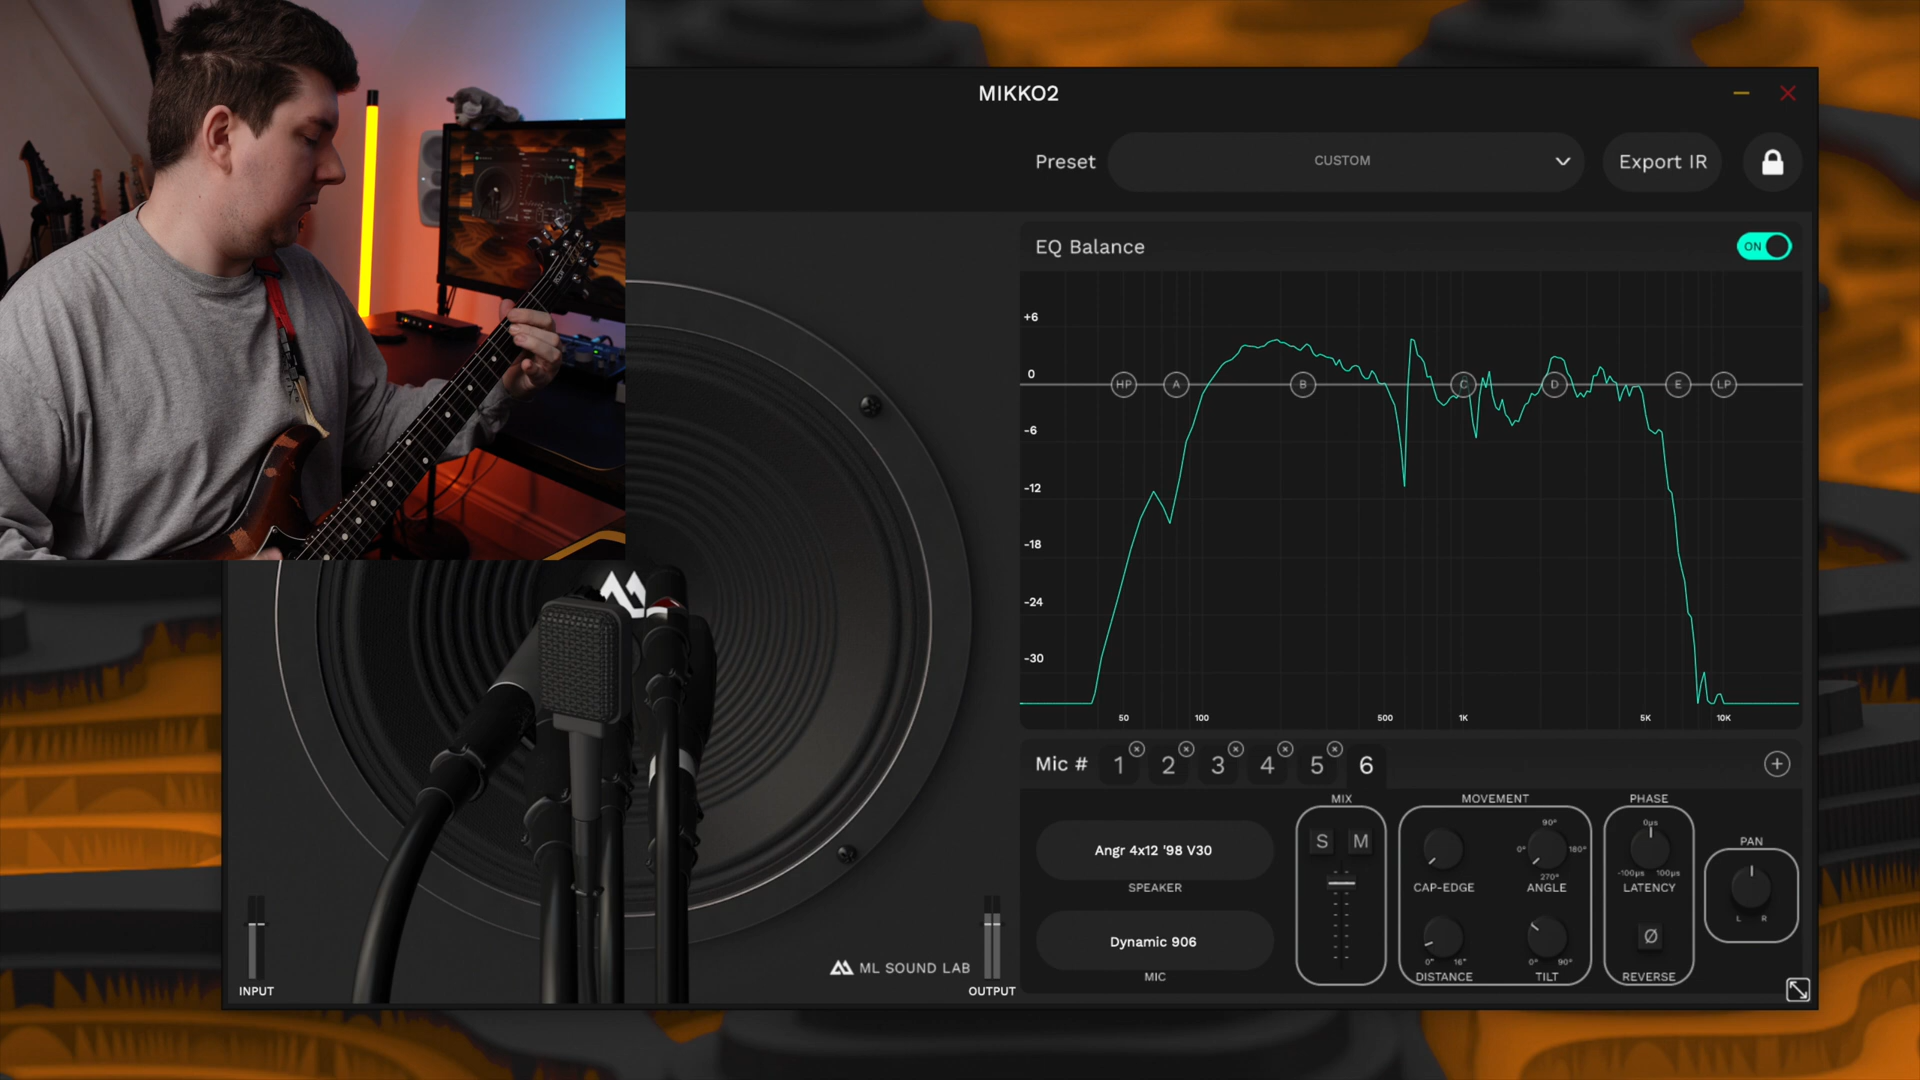 MIKKO2
Preset
CUSTOM
Export IR
EQ Balance
ON
+6
0
-6
-12
-18
-24
-30
HP
A
B
C
D
E
LP
50
100
500
1K
5K
10K
Mic #
1
2
3
4
5
6
MIX
MOVEMENT
PHASE
PAN
S
M
Angr 4x12 '98 V30
SPEAKER
Dynamic 906
MIC
CAP-EDGE
0°
90°
180°
270°
ANGLE
0µs
-100µs
100µs
LATENCY
L
R
0"
16"
DISTANCE
0°
90°
TILT
Ø
REVERSE
ML SOUND LAB
INPUT
OUTPUT